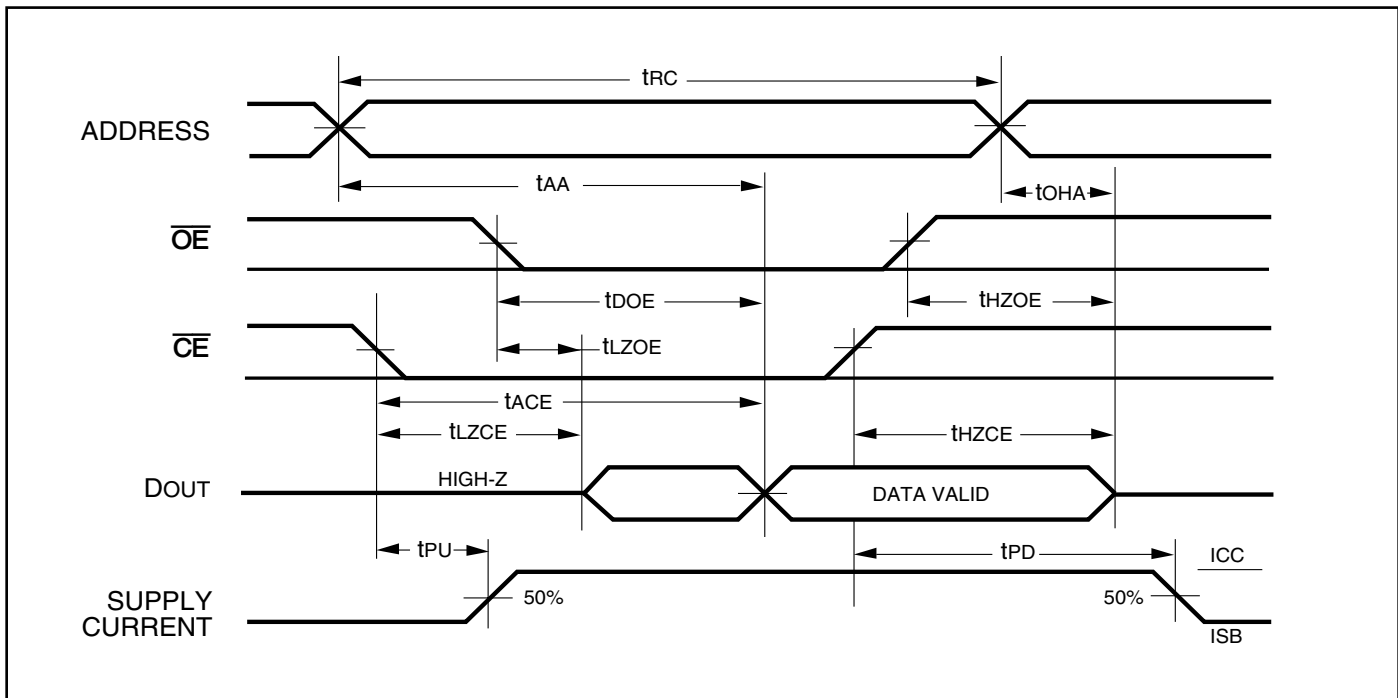 tRC
ADDRESS
tAA
tOHA
OE
tDOE
tHZOE
CE
tLZOE
tACE
tLZCE
tHZCE
HIGH-Z
DOUT
DATA VALID
tPU
tPD
ICC
50%
50%
SUPPLY
CURRENT
ISB